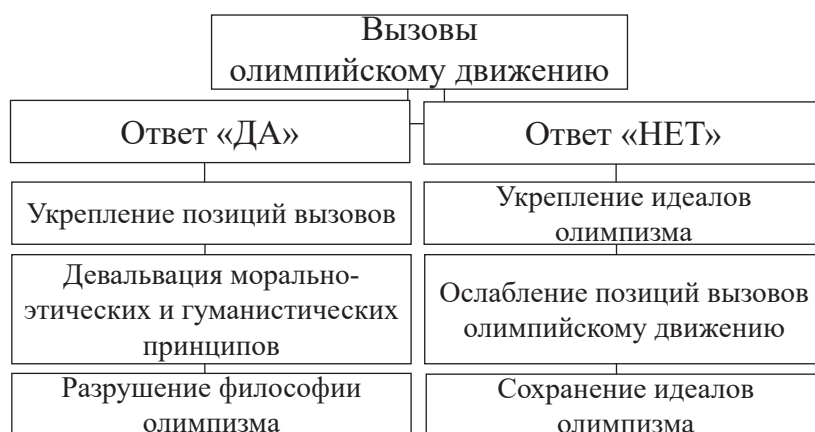 Вызовы
олимпийскому движению
Ответ «ДА»
Ответ «НЕТ»
Укрепление позиций вызовов
Укрепление идеалов
олимпизма
Девальвация морально-
этических и гуманистических
принципов
Ослабление позиций вызовов
олимпийскому движению
Разрушение философии
олимпизма
Сохранение идеалов
олимпизма